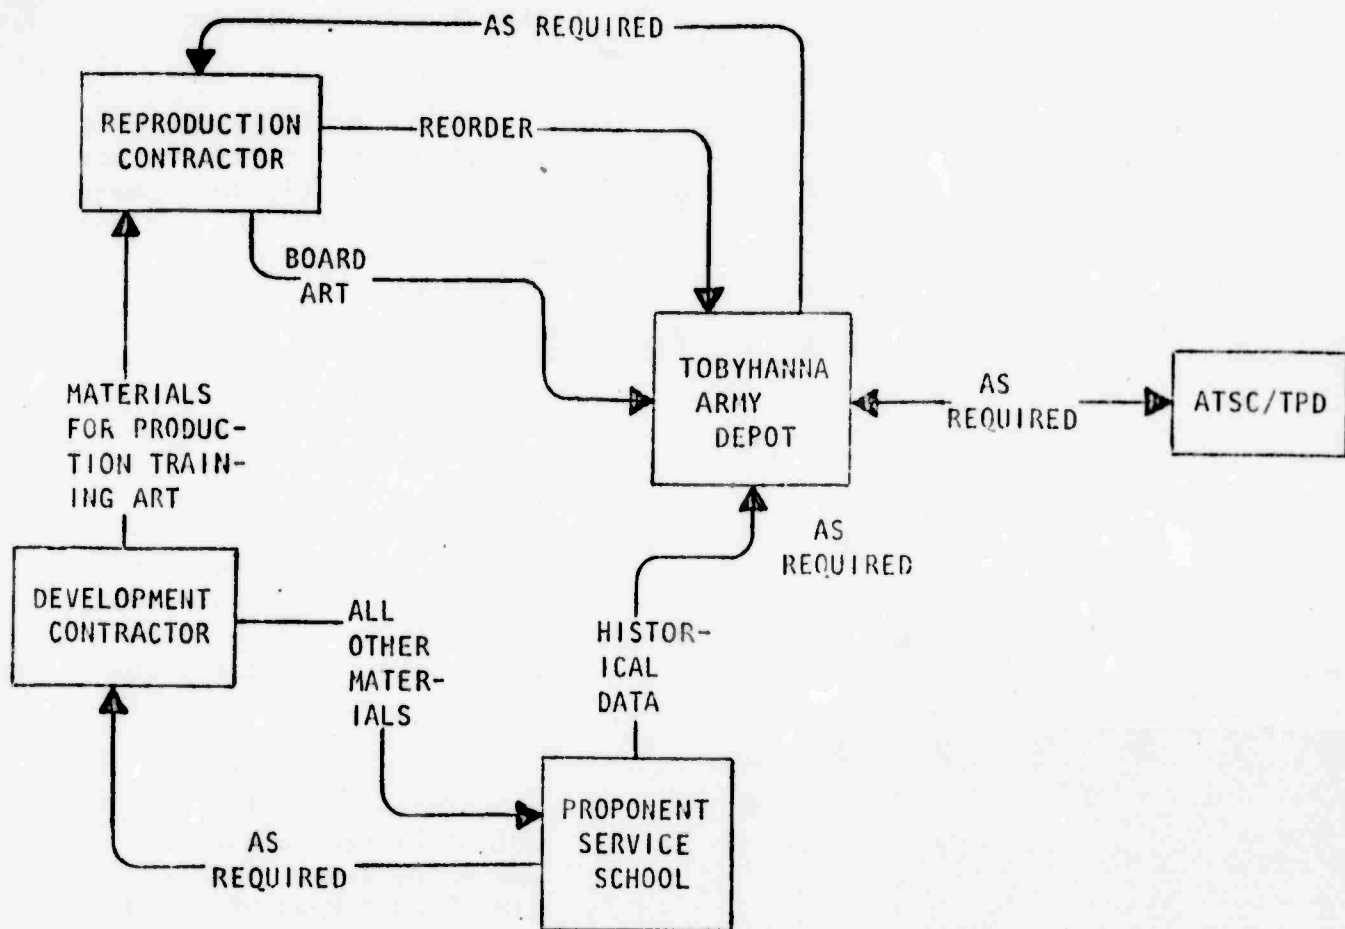 AS REQUIRED
REPRODUCTION
CONTRACTOR
REORDER
BOARD
ART
TOBYHANNA
ARMY
DEPOT
AS
REQUIRED
ATSC/TPD
MATERIALS
FOR PRODUC-
TION TRAIN-
ING ART
AS
REQUIRED
DEVELOPMENT
CONTRACTOR
ALL
OTHER
MATER-
IALS
HISTOR-
ICAL
DATA
PROPONENT
SERVICE
SCHOOL
AS
REQUIRED